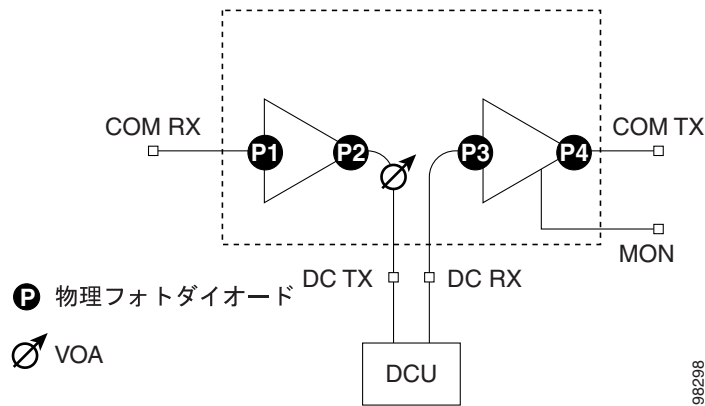 COM RX
P1
P2
P3
P4
COM TX
MON
DC TX
DC RX
P 物理フォトダイオード
VOA
DCU
98298